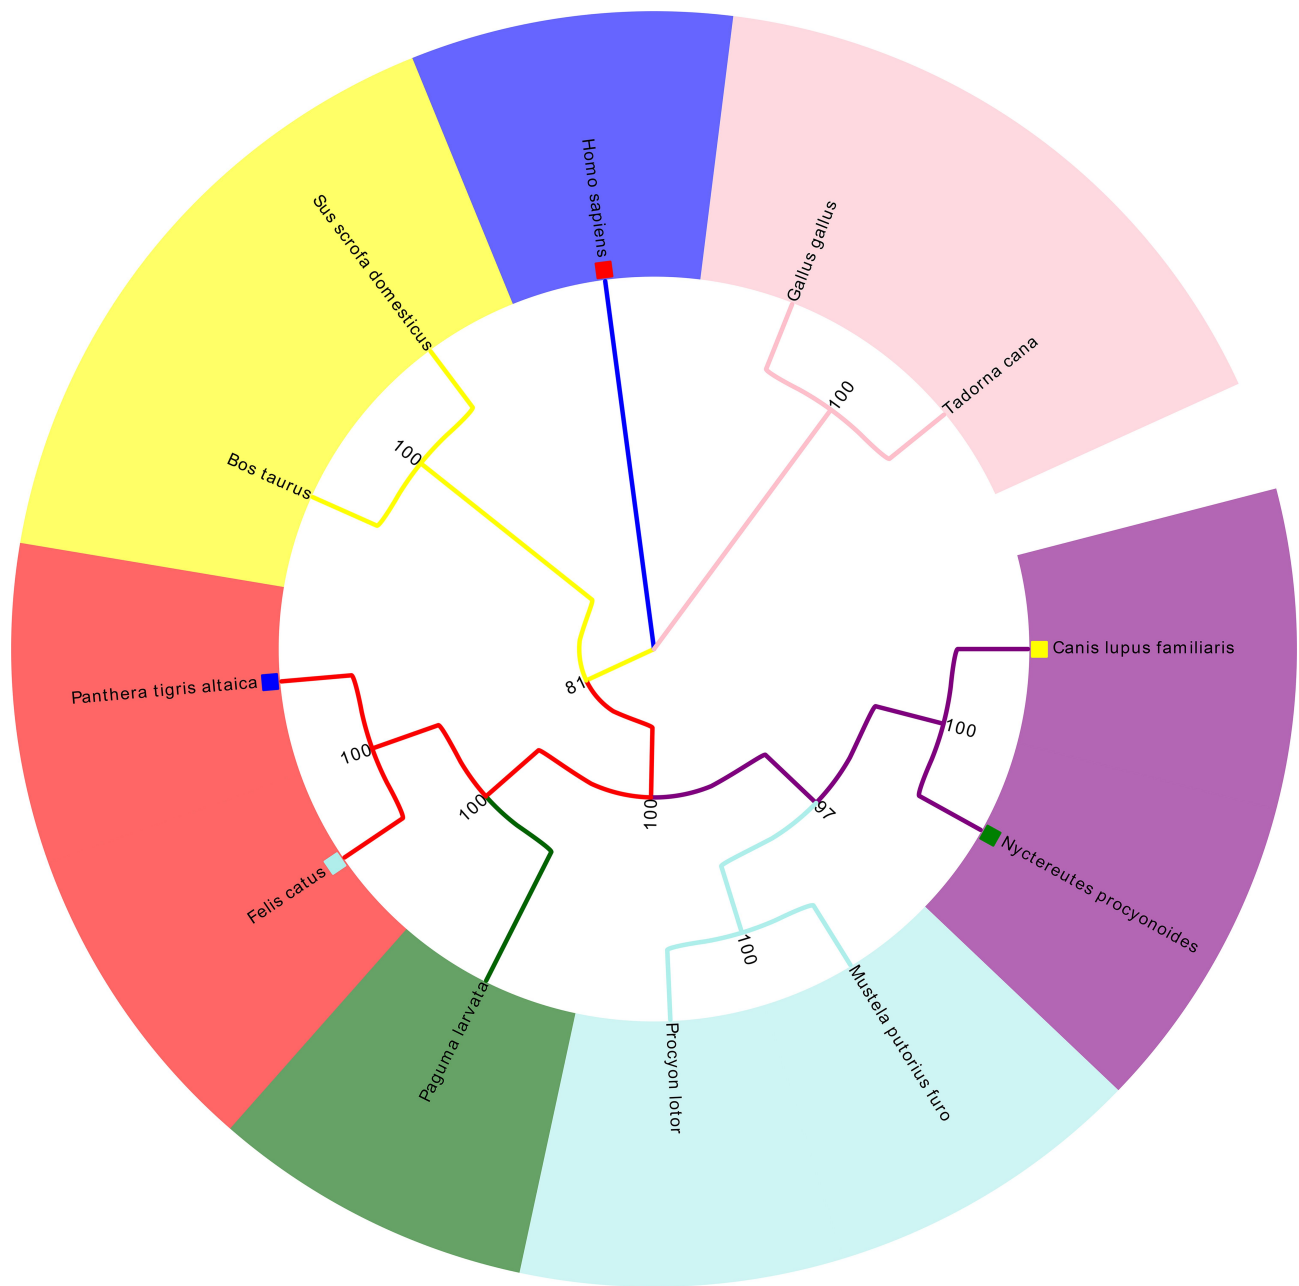 Homo sapiens
Gallus gallus
Tadorna cana
100
Canis lupus familiaris
100
Nyctereutes procyonoides
97
Mustela putorius furo
100
Procyon lotor
100
Paguma larvata
100
Felis catus
100
Panthera tigris altaica
81
Bos taurus
100
Sus scrofa domesticus